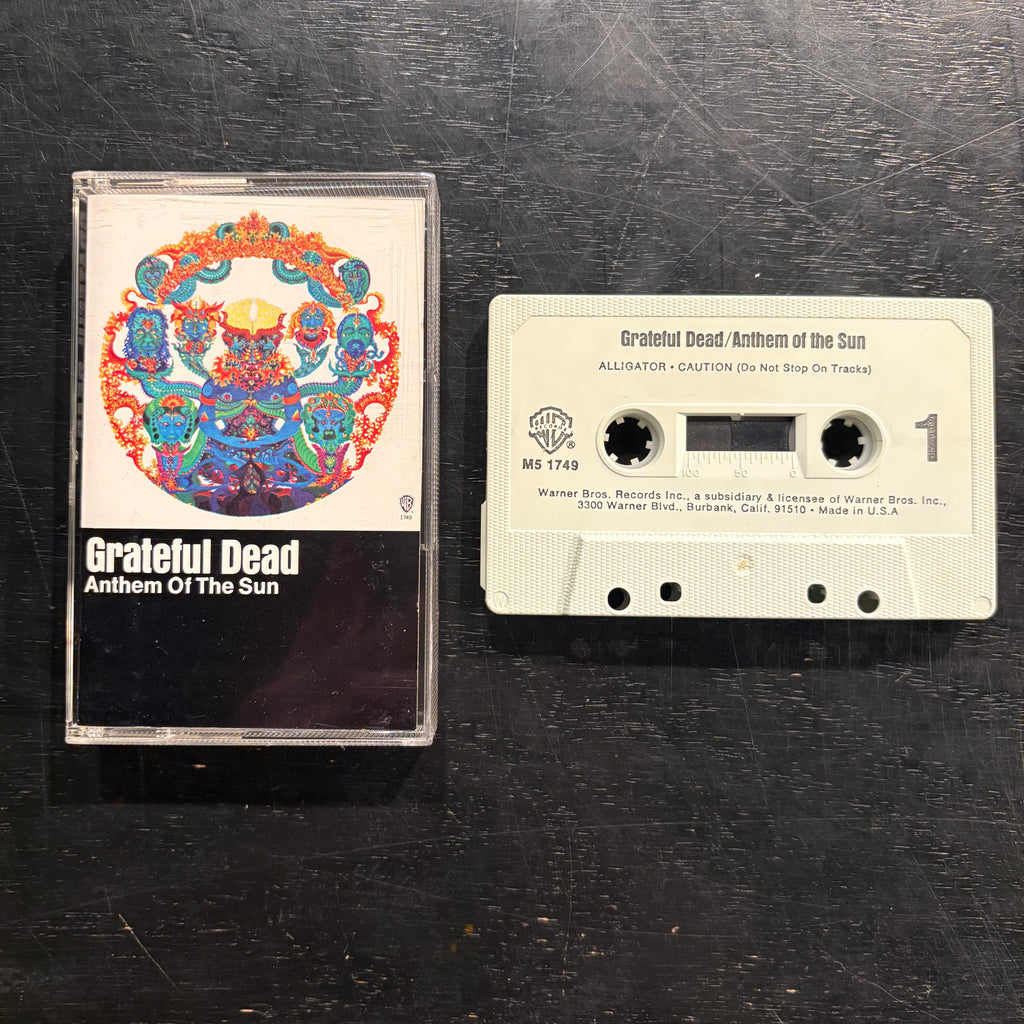 1749
Grateful Dead
Anthem Of The Sun
Grateful Dead/Anthem of the Sun
ALLIGATOR • CAUTION (Do Not Stop On Tracks)
RECORDS
®
M5 1749
1
100 50 0
Warner Bros. Records Inc., a subsidiary & licensee of Warner Bros. Inc.,
3300 Warner Blvd., Burbank, Calif. 91510 • Made in U.S.A